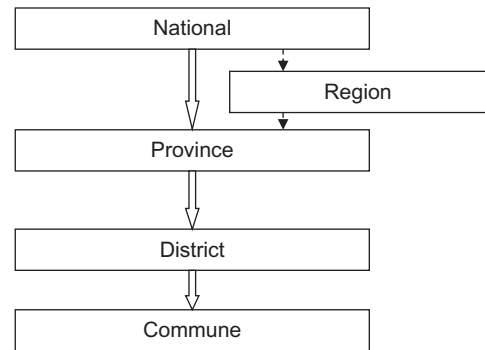 National
Region
Province
District
Commune